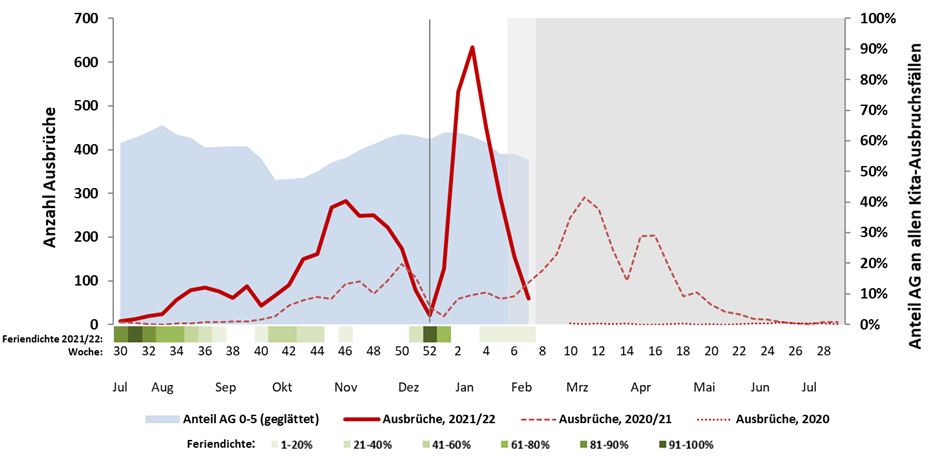 700 100%
600 90%
500 80%
400 70%
300 60%
200 50%
100 40%
0 30%
20%
10%
0%
Anzahl Ausbrüche
Anteil AG an allen Kita-Ausbruchsfällen
Feriendichte 2021/22:
Woche: 30 32 34 36 38 40 42 44 46 48 50 52 2 4 6 8 10 12 14 16 18 20 22 24 26 28
Jul Aug Sep Okt Nov Dez Jan Feb Mrz Apr Mai Jun Jul
Anteil AG 0-5 (geglättet) Ausbrüche, 2021/22 Ausbrüche, 2020/21 Ausbrüche, 2020
Feriendichte: 1-20% 21-40% 41-60% 61-80% 81-90% 91-100%